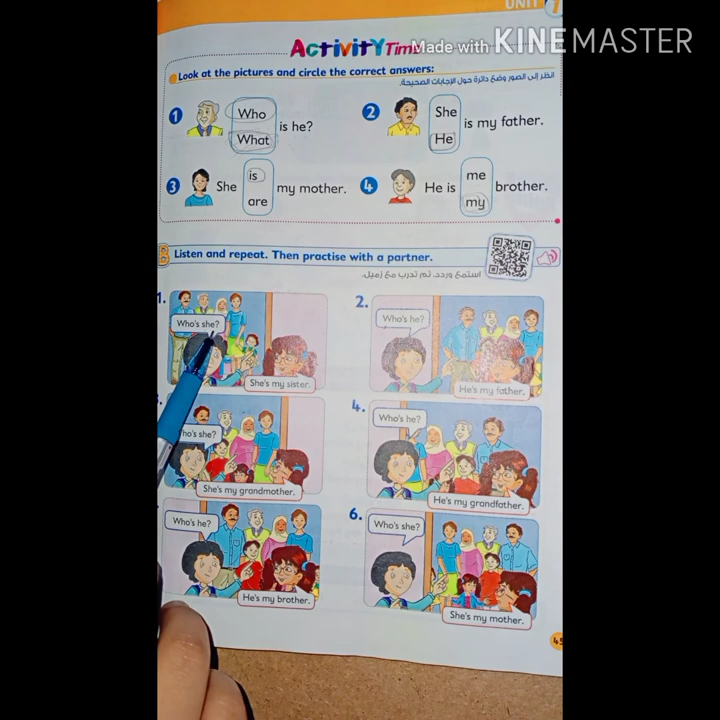 UNIT 1
Activity Time
Made with KINEMASTER
Look at the pictures and circle the correct answers:
انظر إلى الصور وضع دائرة حول الإجابات الصحيحة.
1 Who What is he?
2 She He is my father.
3 She is are my mother.
4 He is me my brother.
B Listen and repeat. Then practise with a partner.
استمع وردد. ثم تدرب مع زميل.
1.
Who's she?
She's my sister.
2.
Who's he?
He's my father.
ho's she?
She's my grandmother.
4.
Who's he?
He's my grandfather.
Who's he?
He's my brother.
6.
Who's she?
She's my mother.